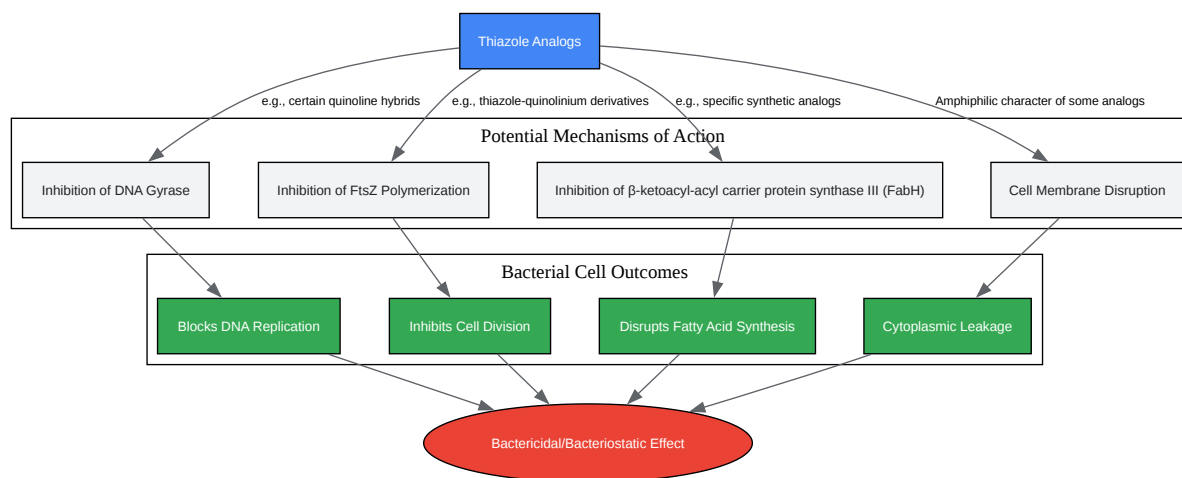 Thiazole Analogs
e.g., certain quinoline hybrids
e.g., thiazole-quinolinium derivatives
e.g., specific synthetic analogs
Amphiphilic character of some analogs
Potential Mechanisms of Action
Inhibition of DNA Gyrase
Inhibition of FtsZ Polymerization
Inhibition of β-ketoacyl-acyl carrier protein synthase III (FabH)
Cell Membrane Disruption
Bacterial Cell Outcomes
Blocks DNA Replication
Inhibits Cell Division
Disrupts Fatty Acid Synthesis
Cytoplasmic Leakage
Bactericidal/Bacteriostatic Effect